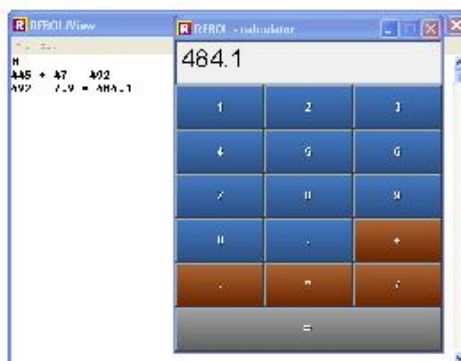 REBOL/View
REBOL - calculator
445 + 47 492
492 7.9 = 484.1
484.1
1 2 3
4 5 6
7 8 9
0 . +
- * /
=